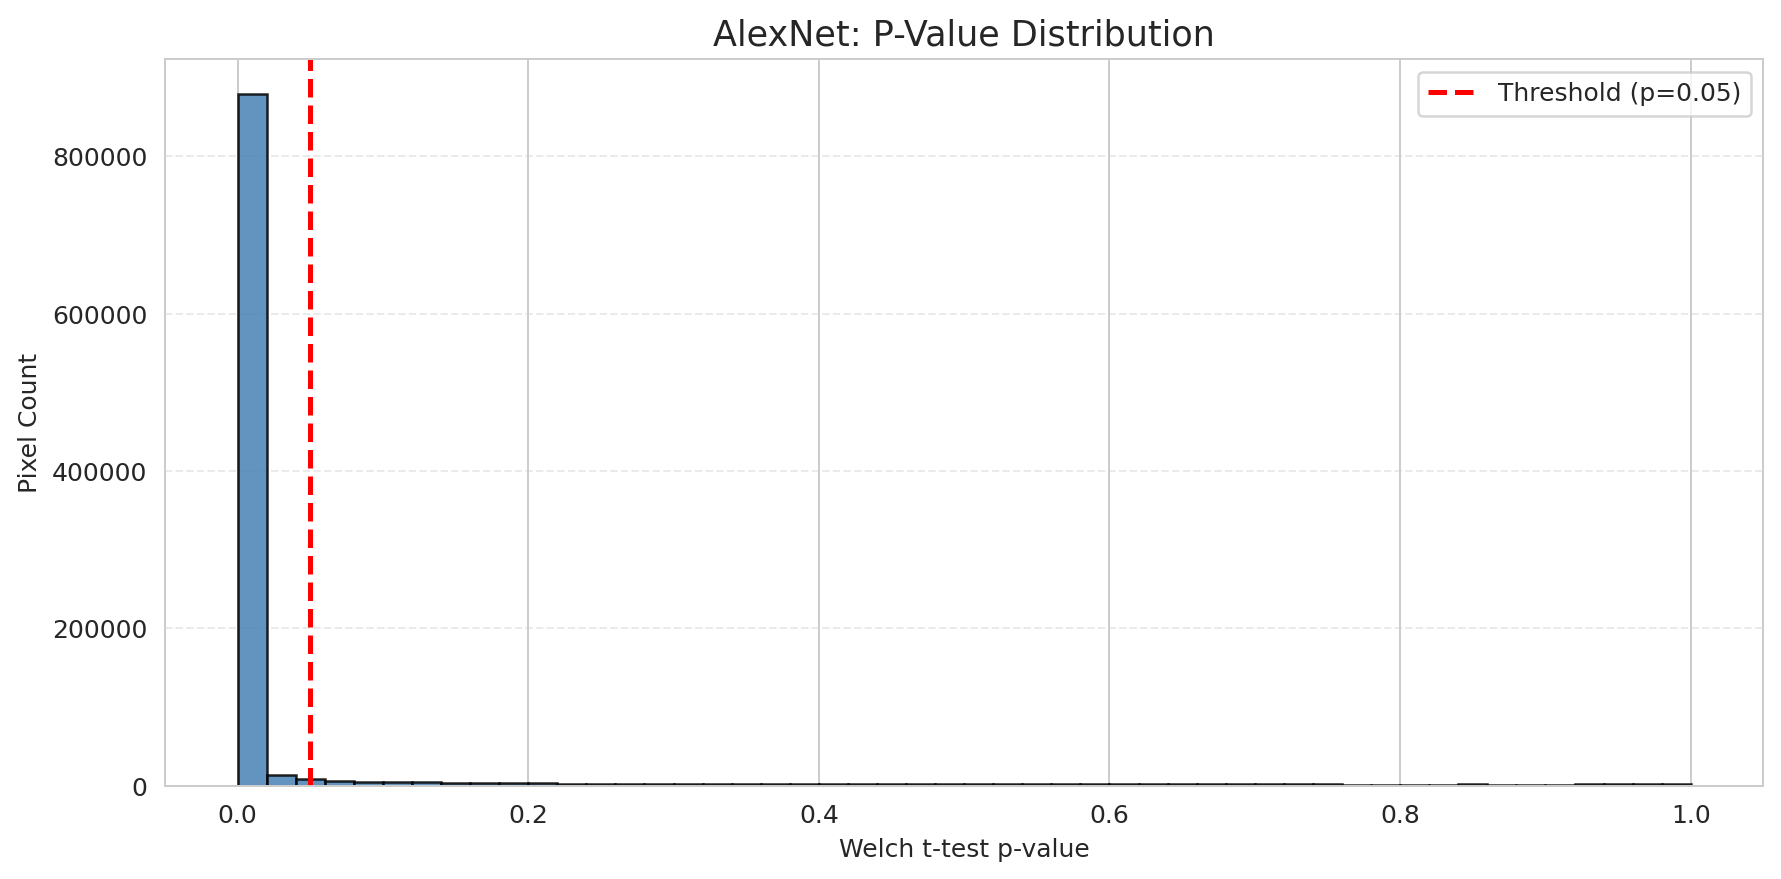 AlexNet: P-Value Distribution
Threshold (p=0.05)
800000
600000
400000
200000
0
Pixel Count
0.0 0.2 0.4 0.6 0.8 1.0
Welch t-test p-value